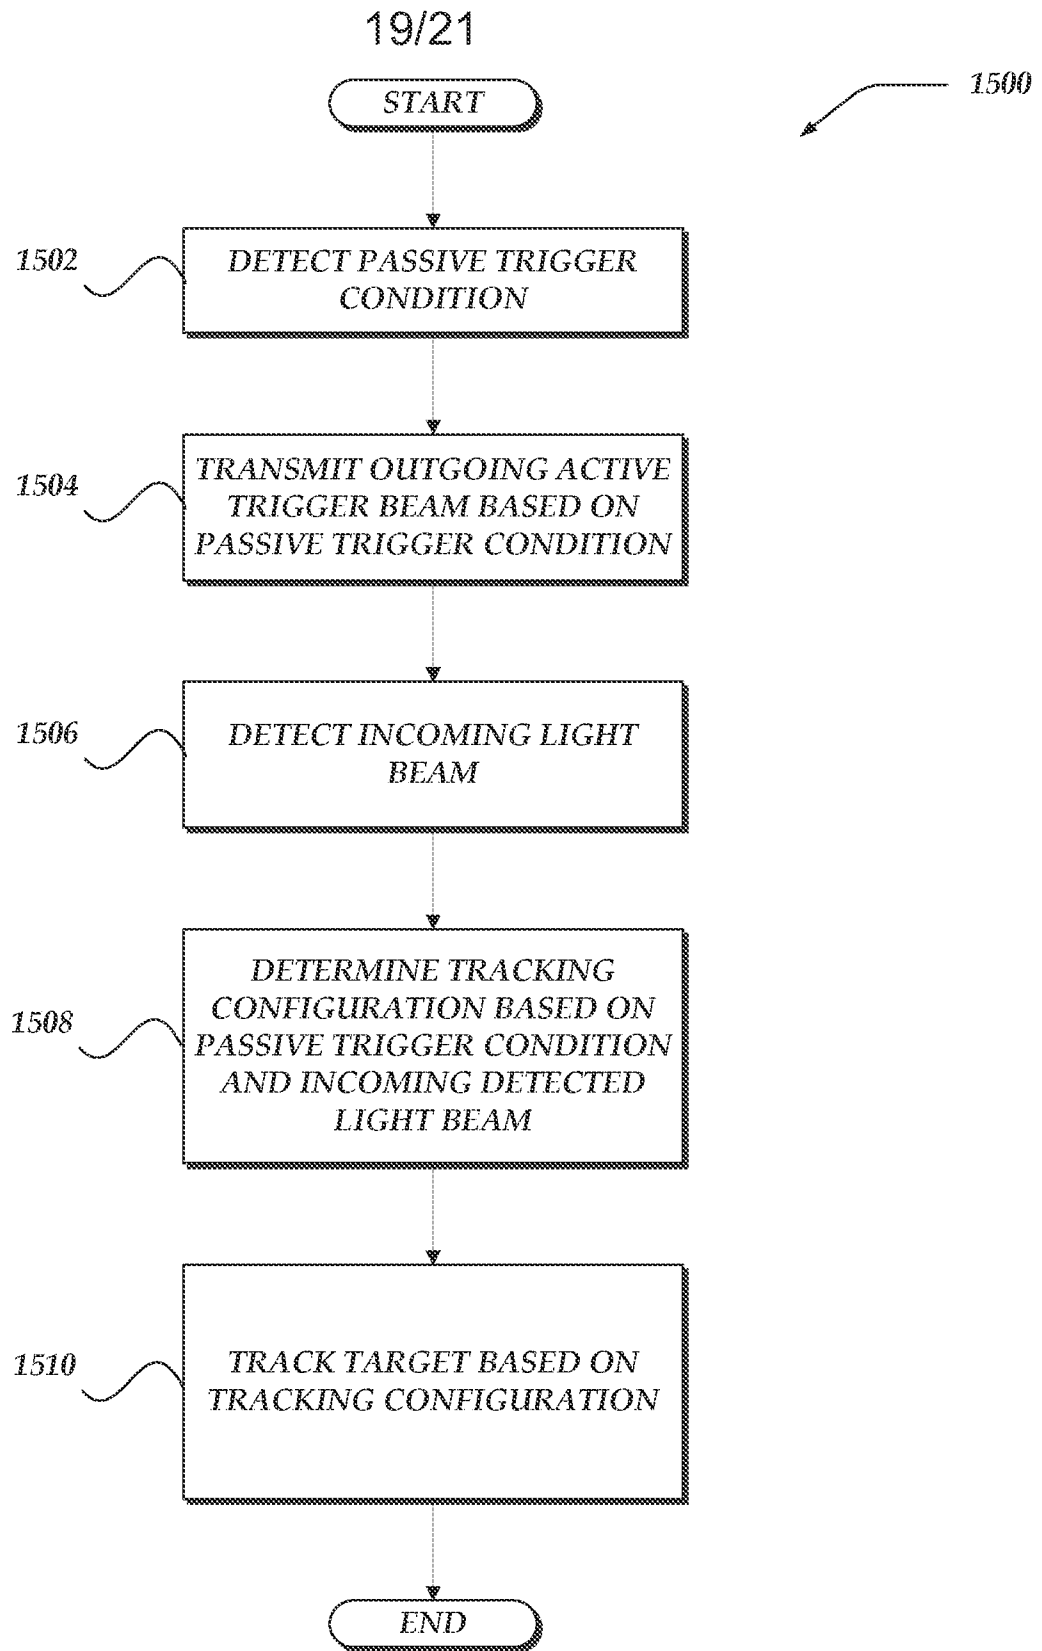 19/21
START
1500
1502
DETECT PASSIVE TRIGGER
CONDITION
1504
TRANSMIT OUTGOING ACTIVE
TRIGGER BEAM BASED ON
PASSIVE TRIGGER CONDITION
1506
DETECT INCOMING LIGHT
BEAM
1508
DETERMINE TRACKING
CONFIGURATION BASED ON
PASSIVE TRIGGER CONDITION
AND INCOMING DETECTED
LIGHT BEAM
1510
TRACK TARGET BASED ON
TRACKING CONFIGURATION
END